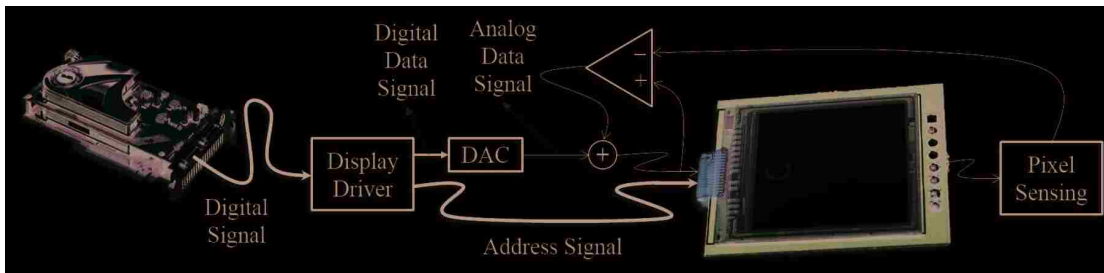 Digital
Data
Signal
Analog
Data
Signal
−
+
Display
Driver
DAC
+
Pixel
Sensing
Digital
Signal
Address Signal